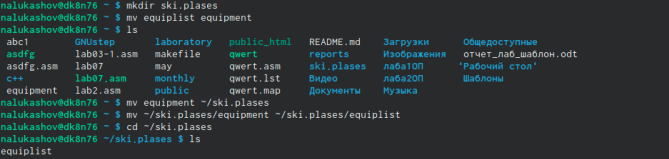 nalukashov@dk8n76 ~ $ mkdir ski.plases
nalukashov@dk8n76 ~ $ mv equiplist equipment
nalukashov@dk8n76 ~ $ ls
abc1 GNUstep laboratory public_html README.md Загрузки Общедоступные
asdfg lab03-1.asm makefile qwert reports Изображения отчет_лаб_шаблон.odt
asdfg.asm lab07 may qwert.asm ski.plases лаба1ОП 'Рабочий стол'
c++ lab07.asm monthly qwert.lst Видео лаба2ОП Шаблоны
equipment lab2.asm public qwert.map Документы Музыка
nalukashov@dk8n76 ~ $ mv equipment ~/ski.plases
nalukashov@dk8n76 ~ $ mv ~/ski.plases/equipment ~/ski.plases/equiplist
nalukashov@dk8n76 ~ $ cd ~/ski.plases
nalukashov@dk8n76 ~/ski.plases $ ls
equiplist